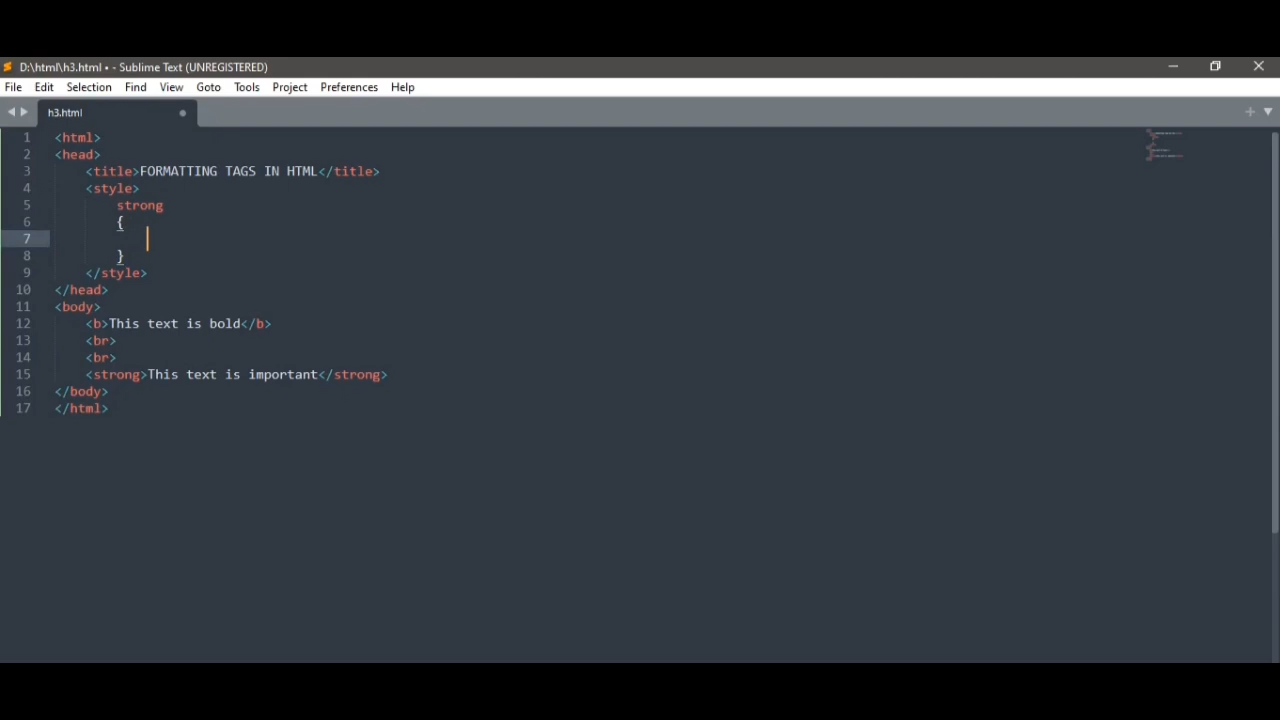 D:\html\h3.html • - Sublime Text (UNREGISTERED)
File Edit Selection Find View Goto Tools Project Preferences Help
h3.html
1 <html>
2 <head>
3 <title>FORMATTING TAGS IN HTML</title>
4 <style>
5 strong
6 {
7
8 }
9 </style>
10 </head>
11 <body>
12 <b>This text is bold</b>
13 <br>
14 <br>
15 <strong>This text is important</strong>
16 </body>
17 </html>